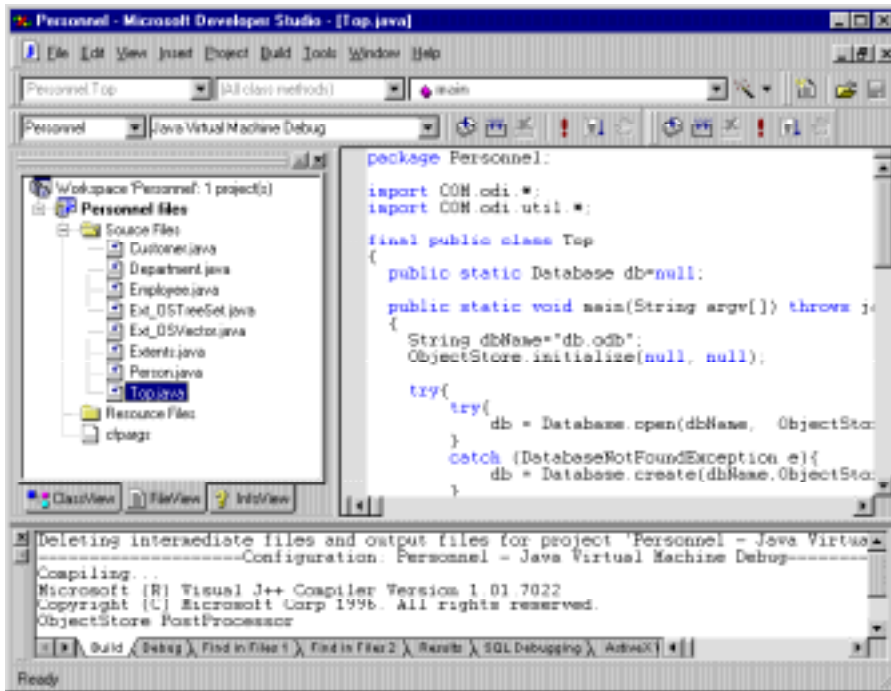 Personnel - Microsoft Developer Studio - [Top.java]
File Edit View Insert Project Build Tools Window Help
Personnel.Top (All class methods) main
Personnel Java Virtual Machine Debug
Workspace 'Personnel': 1 project(s)
Personnel files
Source Files
Customer.java
Department.java
Employee.java
Ext_OSTreeSet.java
Ext_OSVector.java
Extents.java
Person.java
Top.java
Resource Files
cfpargs
ClassView FileView InfoView
package Personnel;
import COM.odi.*;
import COM.odi.util.*;
final public class Top
{
public static Database db=null;
public static void main(String argv[]) throws ja
{
String dbName="db.odb";
ObjectStore.initialize(null, null);
try{
try{
db = Database.open(dbName, ObjectSto
}
catch (DatabaseNotFoundException e){
db = Database.create(dbName,ObjectSto
}
Deleting intermediate files and output files for project 'Personnel - Java Virtua
--------------------Configuration: Personnel - Java Virtual Machine Debug--------
Compiling...
Microsoft (R) Visual J++ Compiler Version 1.01.7022
Copyright (C) Microsoft Corp 1996. All rights reserved.
ObjectStore PostProcessor
Build Debug Find in Files 1 Find in Files 2 Results SQL Debugging ActiveX
Ready